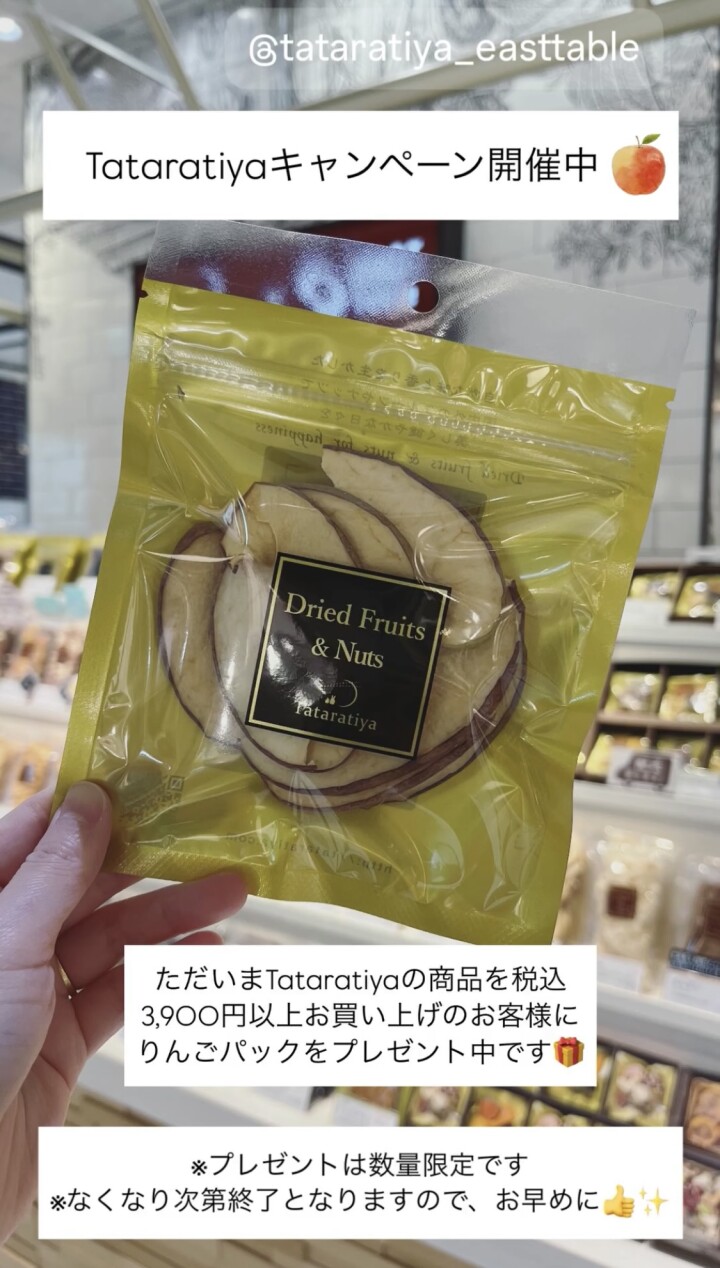 @tataratiya_easttable
Tataratiyaキャンペーン開催中🍎
Dried fruits & nuts for happiness
Dried Fruits
& Nuts
Tataratiya
ただいまTataratiyaの商品を税込
3,900円以上お買い上げのお客様に
りんごパックをプレゼント中です🎁
※プレゼントは数量限定です
※なくなり次第終了となりますので、お早めに👍✨